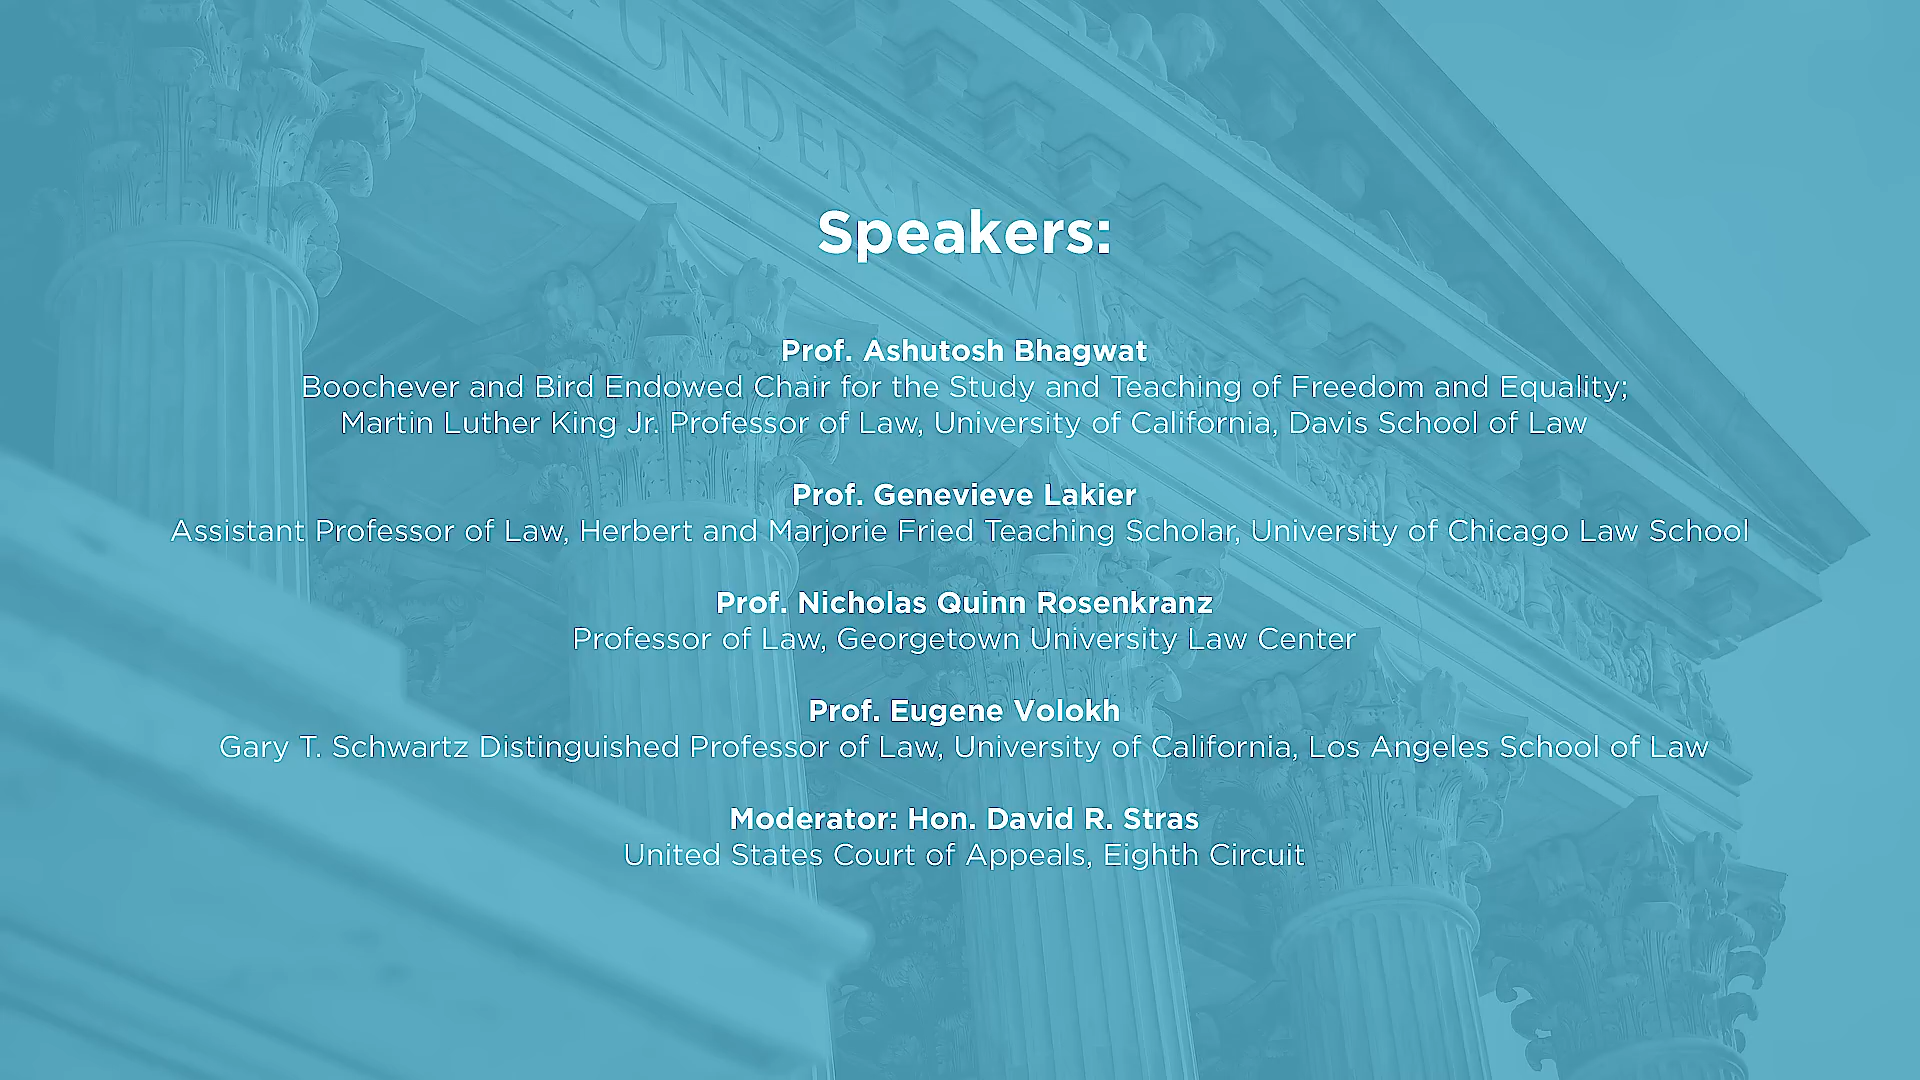 UNDER LAW
Speakers:
Prof. Ashutosh Bhagwat
Boochever and Bird Endowed Chair for the Study and Teaching of Freedom and Equality;
Martin Luther King Jr. Professor of Law, University of California, Davis School of Law
Prof. Genevieve Lakier
Assistant Professor of Law, Herbert and Marjorie Fried Teaching Scholar, University of Chicago Law School
Prof. Nicholas Quinn Rosenkranz
Professor of Law, Georgetown University Law Center
Prof. Eugene Volokh
Gary T. Schwartz Distinguished Professor of Law, University of California, Los Angeles School of Law
Moderator: Hon. David R. Stras
United States Court of Appeals, Eighth Circuit